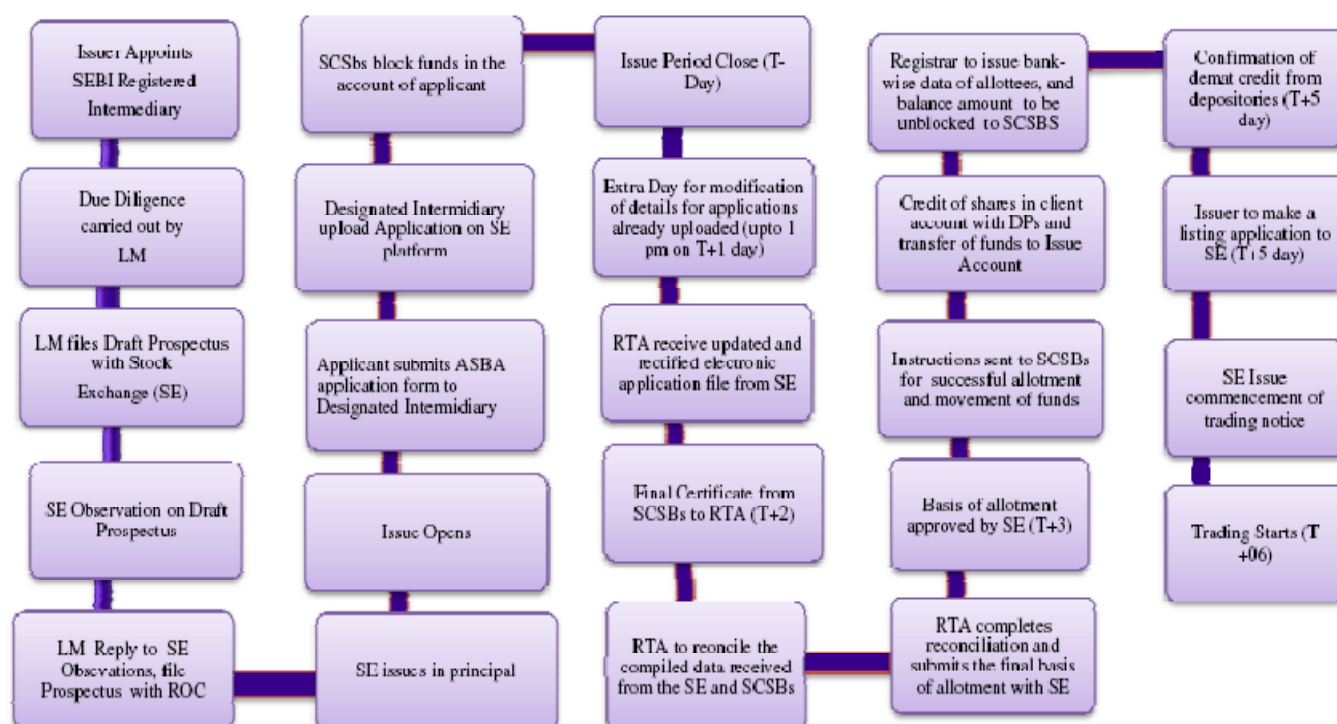 Issuer Appoints
SEBI Registered
Intermediary
Due Diligence
carried out by
LM
LM files Draft Prospectus
with Stock
Exchange (SE)
SE Observation on Draft
Prospectus
LM Reply to SE
Obsevations, file
Prospectus with ROC
SE issues in principal
Issue Opens
Applicant submits ASBA
application form to
Designated Intermidiary
Designated Intermidiary
upload Application on SE
platform
SCSbs block funds in the
account of applicant
Issue Period Close (T-
Day)
Extra Day for modification
of details for applications
already uploaded (upto 1
pm on T+1 day)
RTA receive updated and
rectified electronic
application file from SE
Final Certificate from
SCSBs to RTA (T+2)
RTA to reconcile the
compiled data received
from the SE and SCSBs
RTA completes
reconciliation and
submits the final basis
of allotment with SE
Basis of allotment
approved by SE (T+3)
Instructions sent to SCSBs
for successful allotment
and movement of funds
Credit of shares in client
account with DPs and
transfer of funds to Issue
Account
Registrar to issue bank-
wise data of allottees, and
balance amount to be
unblocked to SCSBS
Confirmation of
demat credit from
depositories (T+5
day)
Issuer to make a
listing application to
SE (T+5 day)
SE Issue
commencement of
trading notice
Trading Starts (T
+06)